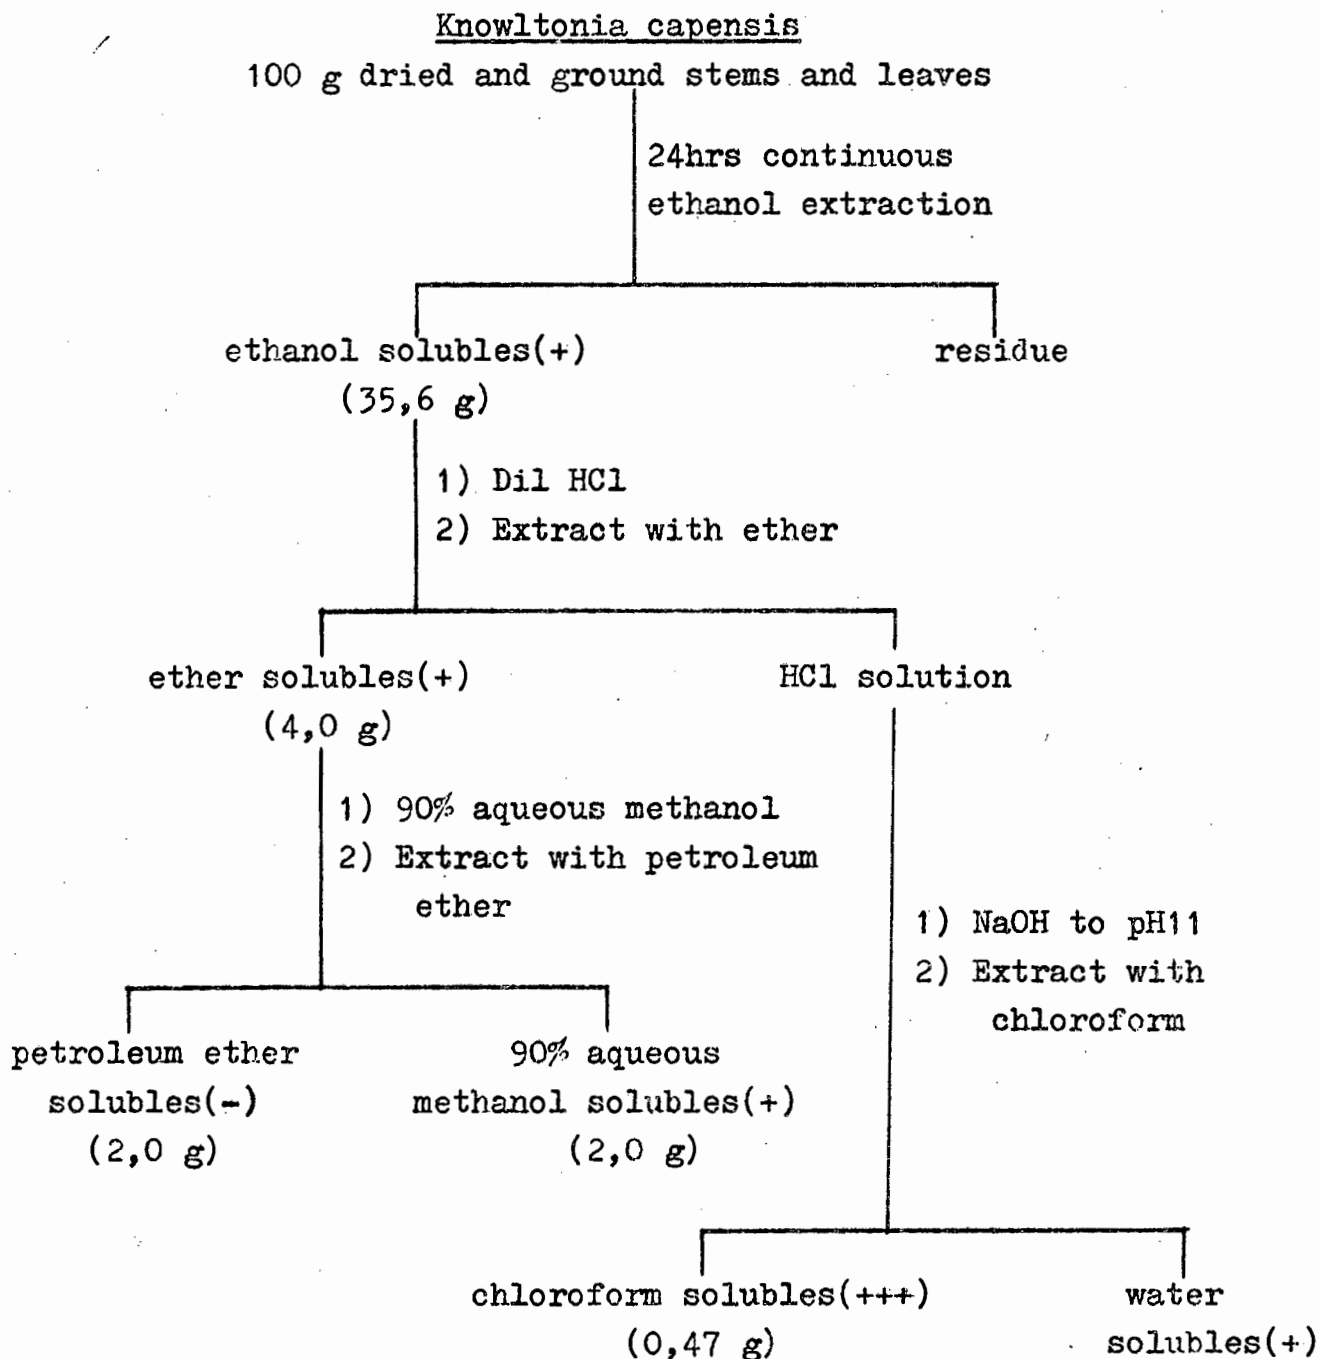 Knowltonia capensis
100 g dried and ground stems and leaves
24hrs continuous
ethanol extraction
ethanol solubles(+)
(35,6 g)
residue
1) Dil HCl
2) Extract with ether
ether solubles(+)
(4,0 g)
HCl solution
1) 90% aqueous methanol
2) Extract with petroleum
ether
1) NaOH to pH11
2) Extract with
chloroform
petroleum ether
solubles(-)
(2,0 g)
90% aqueous
methanol solubles(+)
(2,0 g)
chloroform solubles(+++)
(0,47 g)
water
solubles(+)